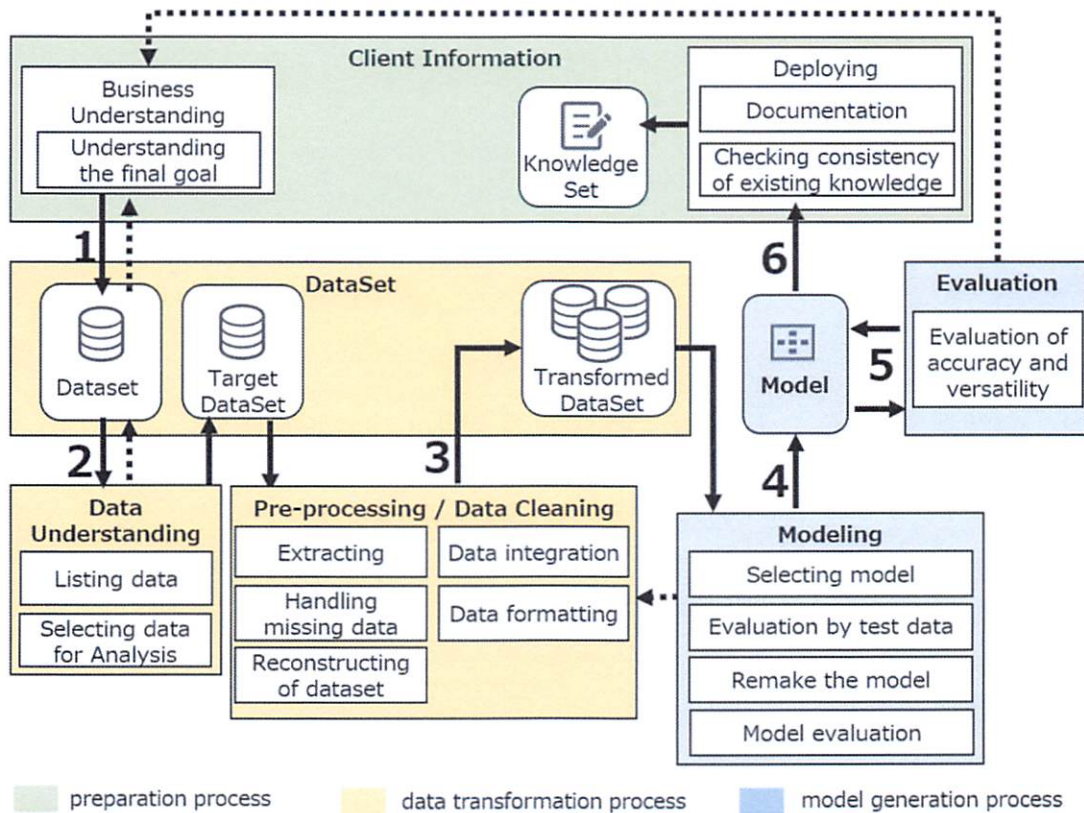 Client Information
Business
Understanding
Understanding
the final goal
Knowledge
Set
Deploying
Documentation
Checking consistency
of existing knowledge
1
6
DataSet
Dataset
Target
DataSet
Transformed
DataSet
Model
5
Evaluation
Evaluation of
accuracy and
versatility
2
3
4
Data
Understanding
Listing data
Selecting data
for Analysis
Pre-processing / Data Cleaning
Extracting
Handling
missing data
Reconstructing
of dataset
Data integration
Data formatting
Modeling
Selecting model
Evaluation by test data
Remake the model
Model evaluation
preparation process
data transformation process
model generation process